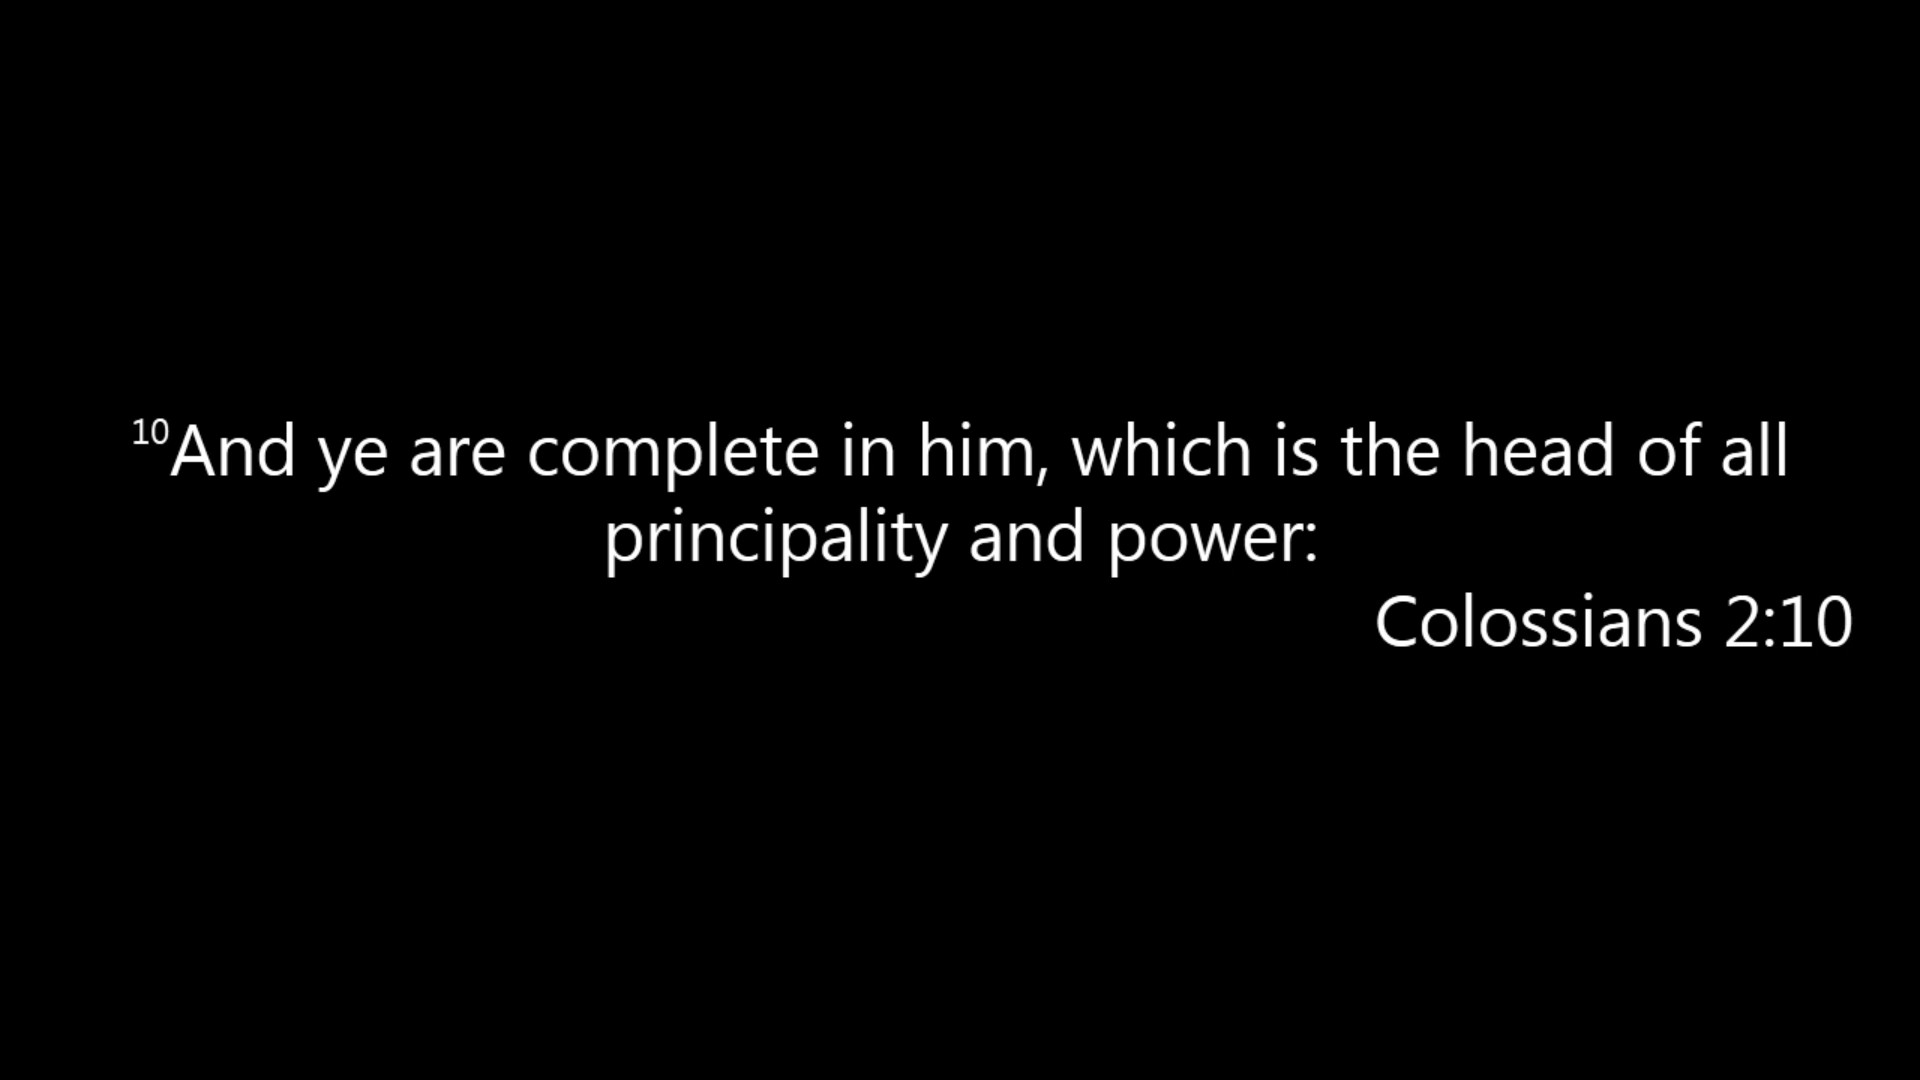 10And ye are complete in him, which is the head of all
principality and power:
Colossians 2:10